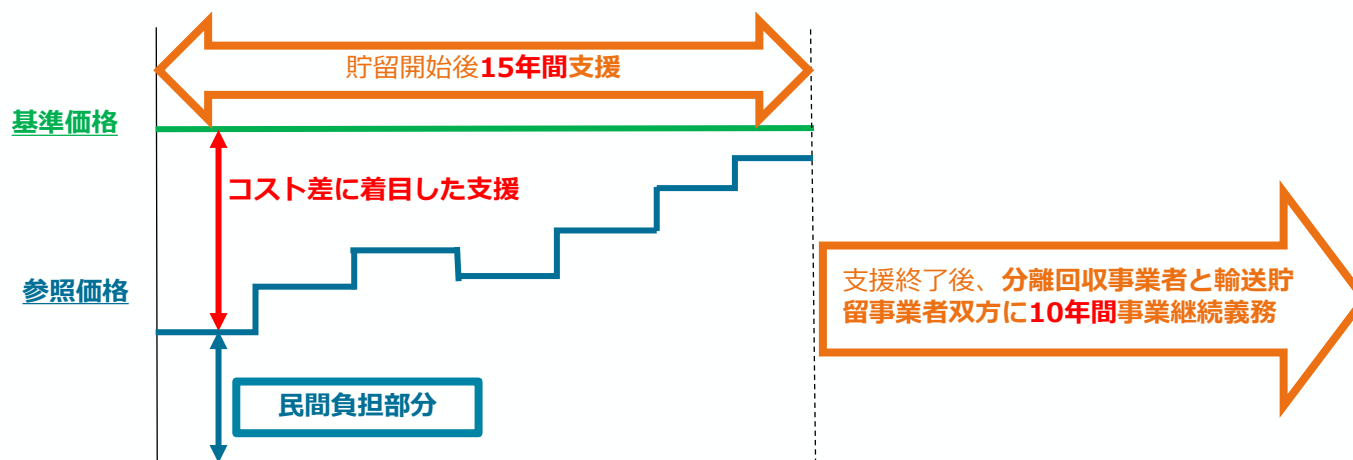 貯留開始後15年間支援
基準価格
コスト差に着目した支援
参照価格
支援終了後、分離回収事業者と輸送貯
留事業者双方に10年間事業継続義務
民間負担部分